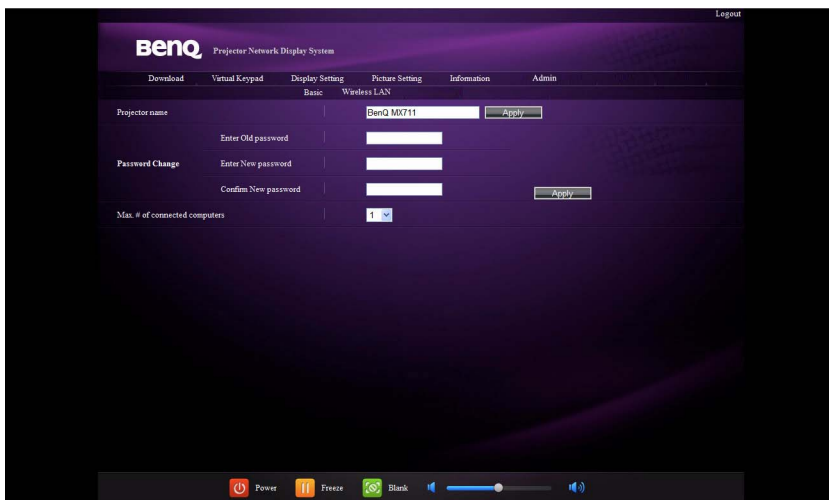 Logout
BenQ Projector Network Display System
Download Virtual Keypad Display Setting Picture Setting Information Admin
Basic Wireless LAN
Projector name BenQ MX711 Apply
Enter Old password
Password Change Enter New password
Confirm New password Apply
Max. # of connected computers 1
Power Freeze Blank